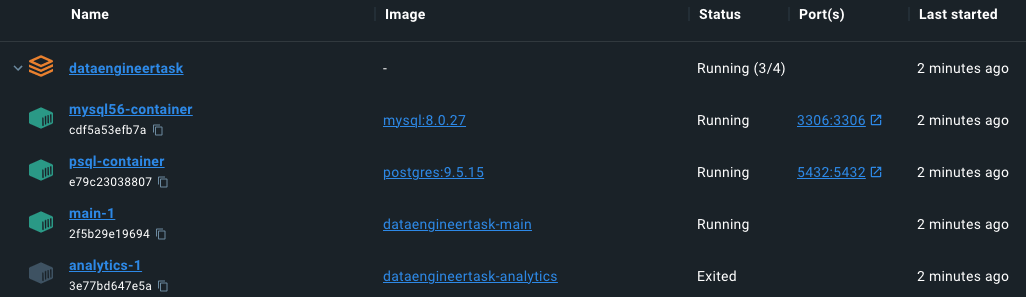 Name Image Status Port(s) Last started
dataengineertask - Running (3/4) 2 minutes ago
mysql56-container
cdf5a53efb7a mysql:8.0.27 Running 3306:3306 2 minutes ago
psql-container
e79c23038807 postgres:9.5.15 Running 5432:5432 2 minutes ago
main-1
2f5b29e19694 dataengineertask-main Running 2 minutes ago
analytics-1
3e77bd647e5a dataengineertask-analytics Exited 2 minutes ago